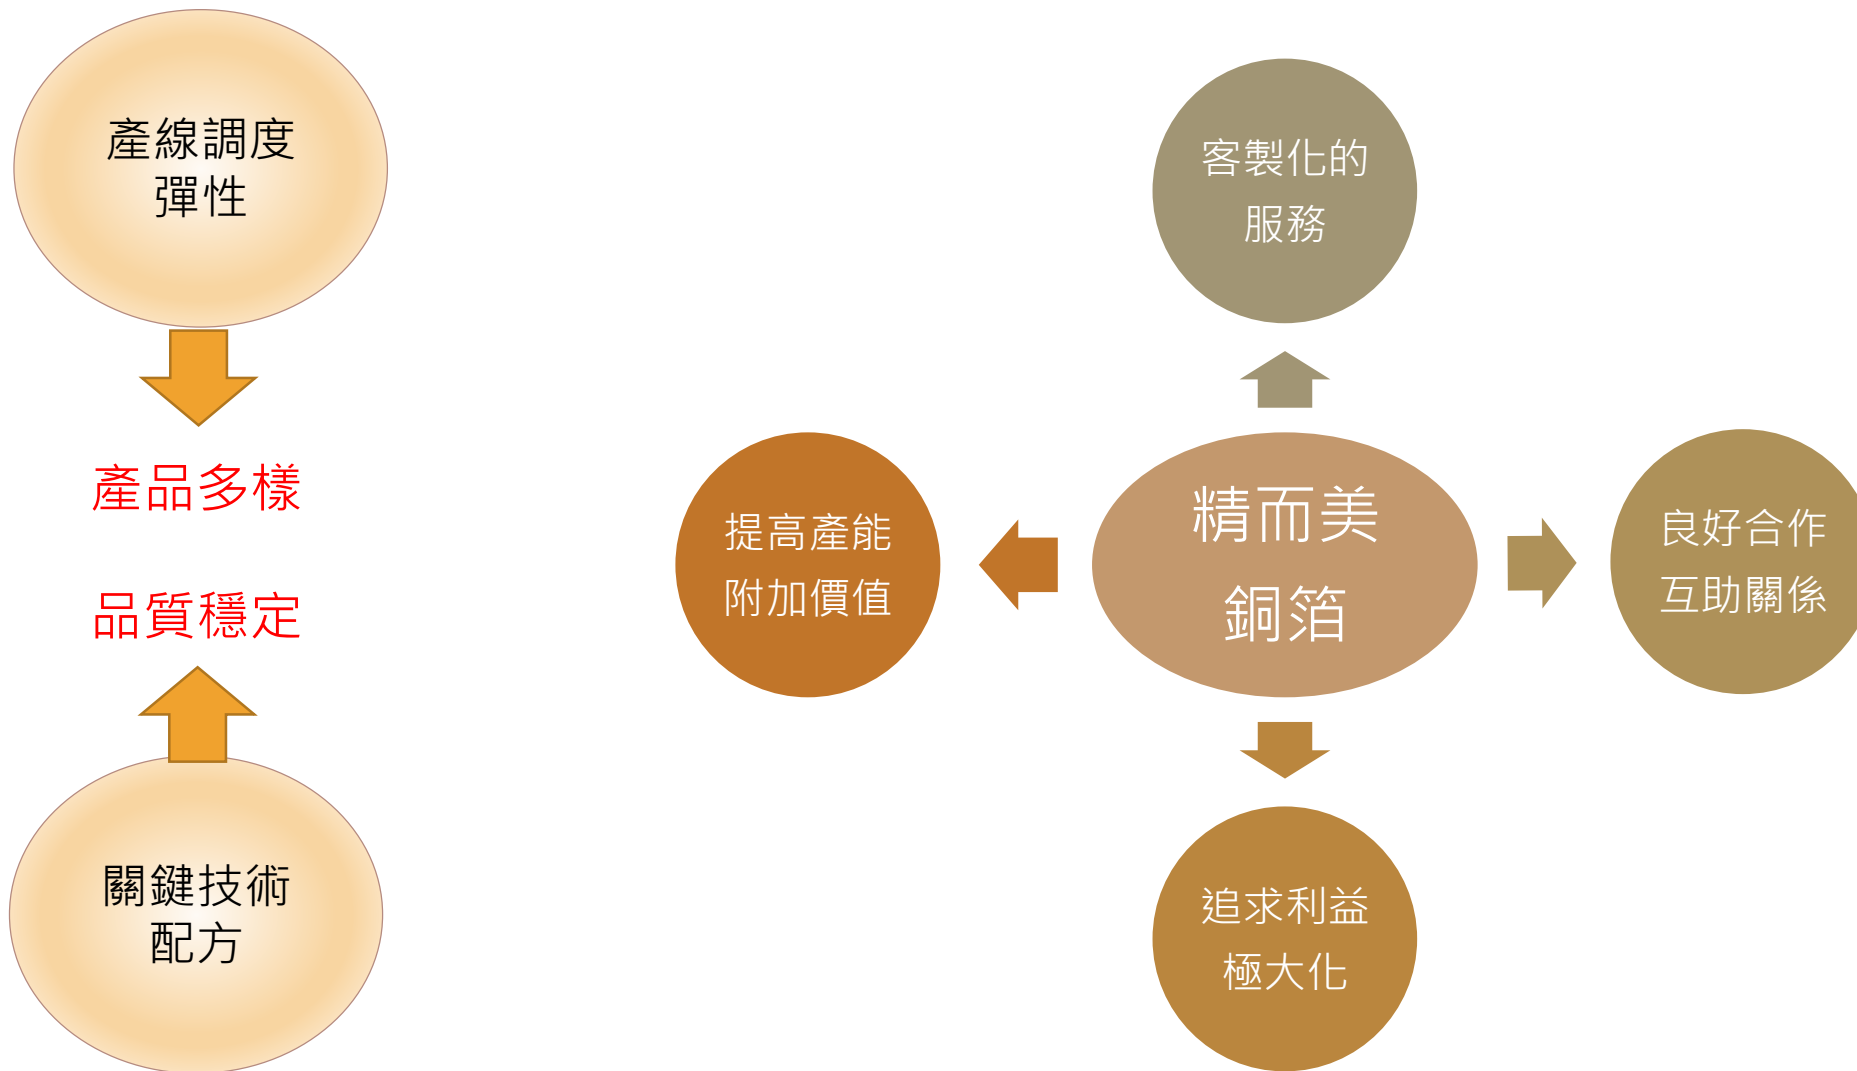 產線調度
彈性
產品多樣
品質穩定
關鍵技術
配方
客製化的
服務
提高產能
附加價值
精而美
銅箔
良好合作
互助關係
追求利益
極大化